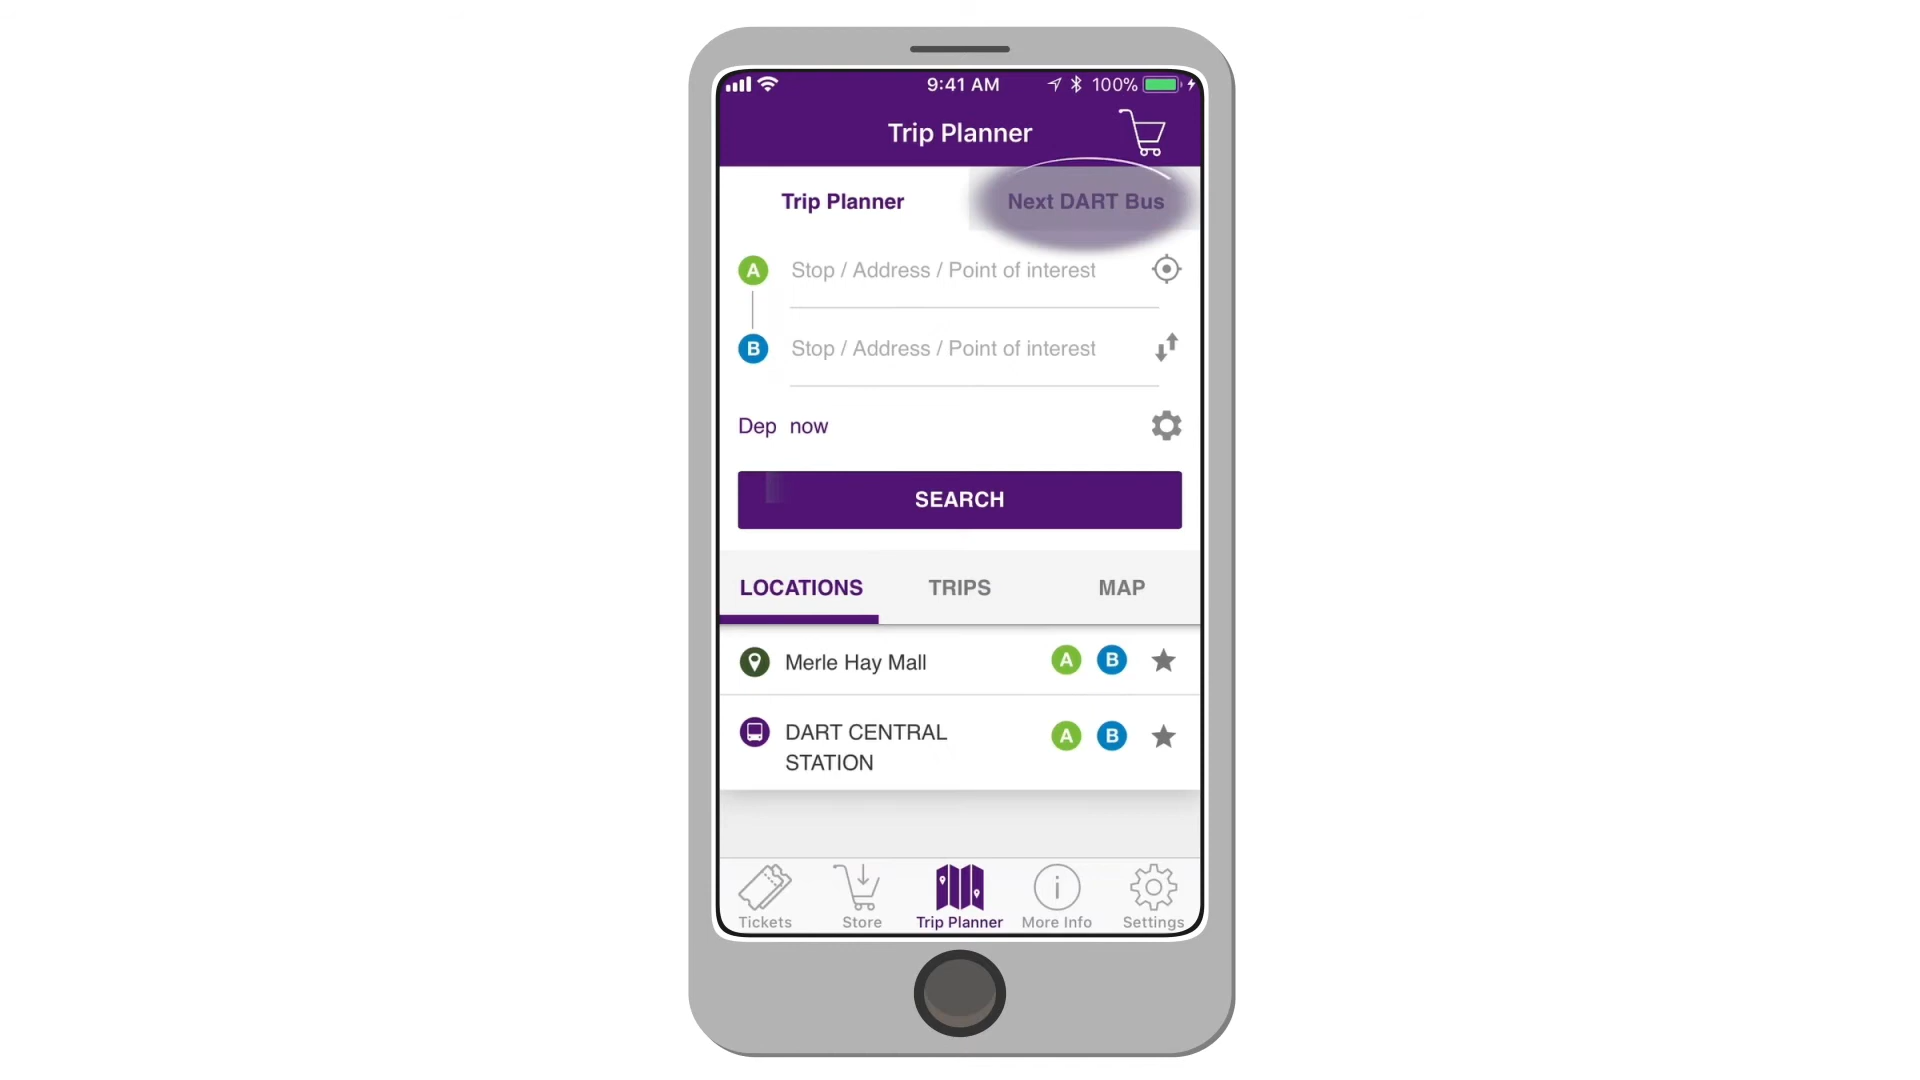 9:41 AM
100%
Trip Planner
Trip Planner
Next DART Bus
A
Stop / Address / Point of interest
B
Stop / Address / Point of interest
Dep now
SEARCH
LOCATIONS
TRIPS
MAP
Merle Hay Mall
A
B
DART CENTRAL
STATION
A
B
Tickets
Store
Trip Planner
More Info
Settings